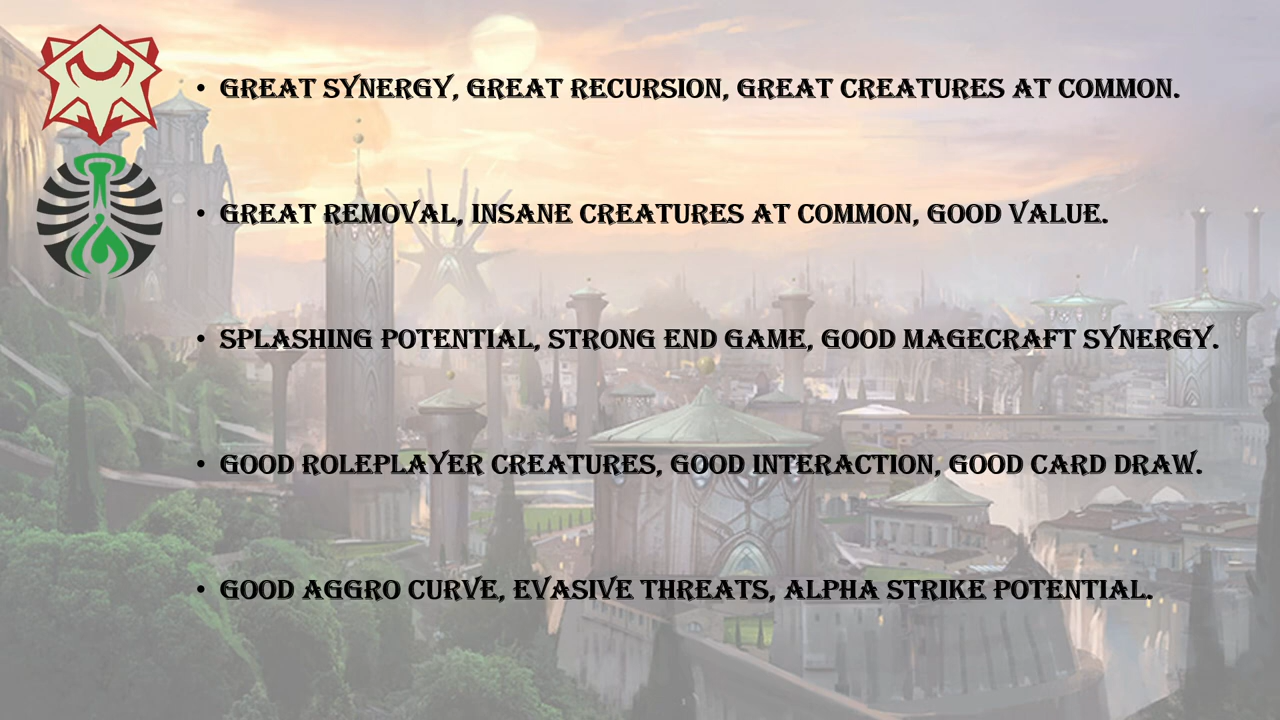 • GREAT SYNERGY, GREAT RECURSION, GREAT CREATURES AT COMMON.
• GREAT REMOVAL, INSANE CREATURES AT COMMON, GOOD VALUE.
• SPLASHING POTENTIAL, STRONG END GAME, GOOD MAGECRAFT SYNERGY.
• GOOD ROLEPLAYER CREATURES, GOOD INTERACTION, GOOD CARD DRAW.
• GOOD AGGRO CURVE, EVASIVE THREATS, ALPHA STRIKE POTENTIAL.